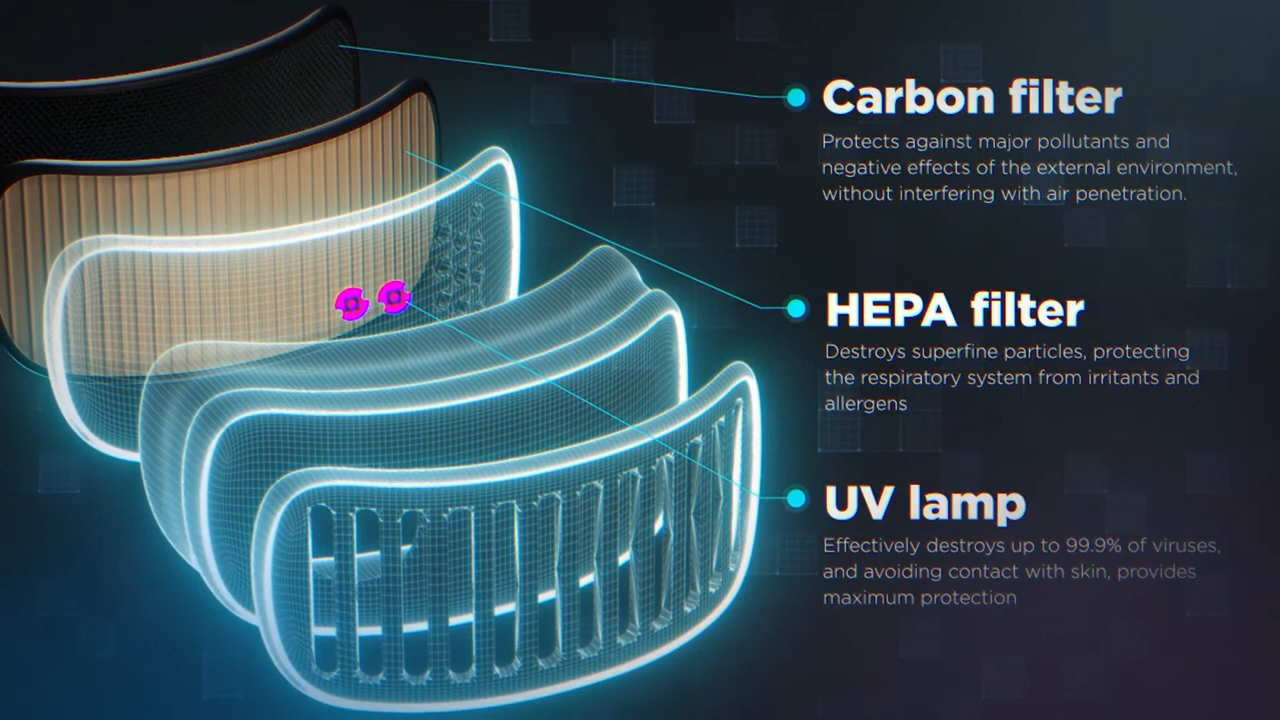 Carbon filter
Protects against major pollutants and
negative effects of the external environment,
without interfering with air penetration.
HEPA filter
Destroys superfine particles, protecting
the respiratory system from irritants and
allergens
UV lamp
Effectively destroys up to 99.9% of viruses,
and avoiding contact with skin, provides
maximum protection